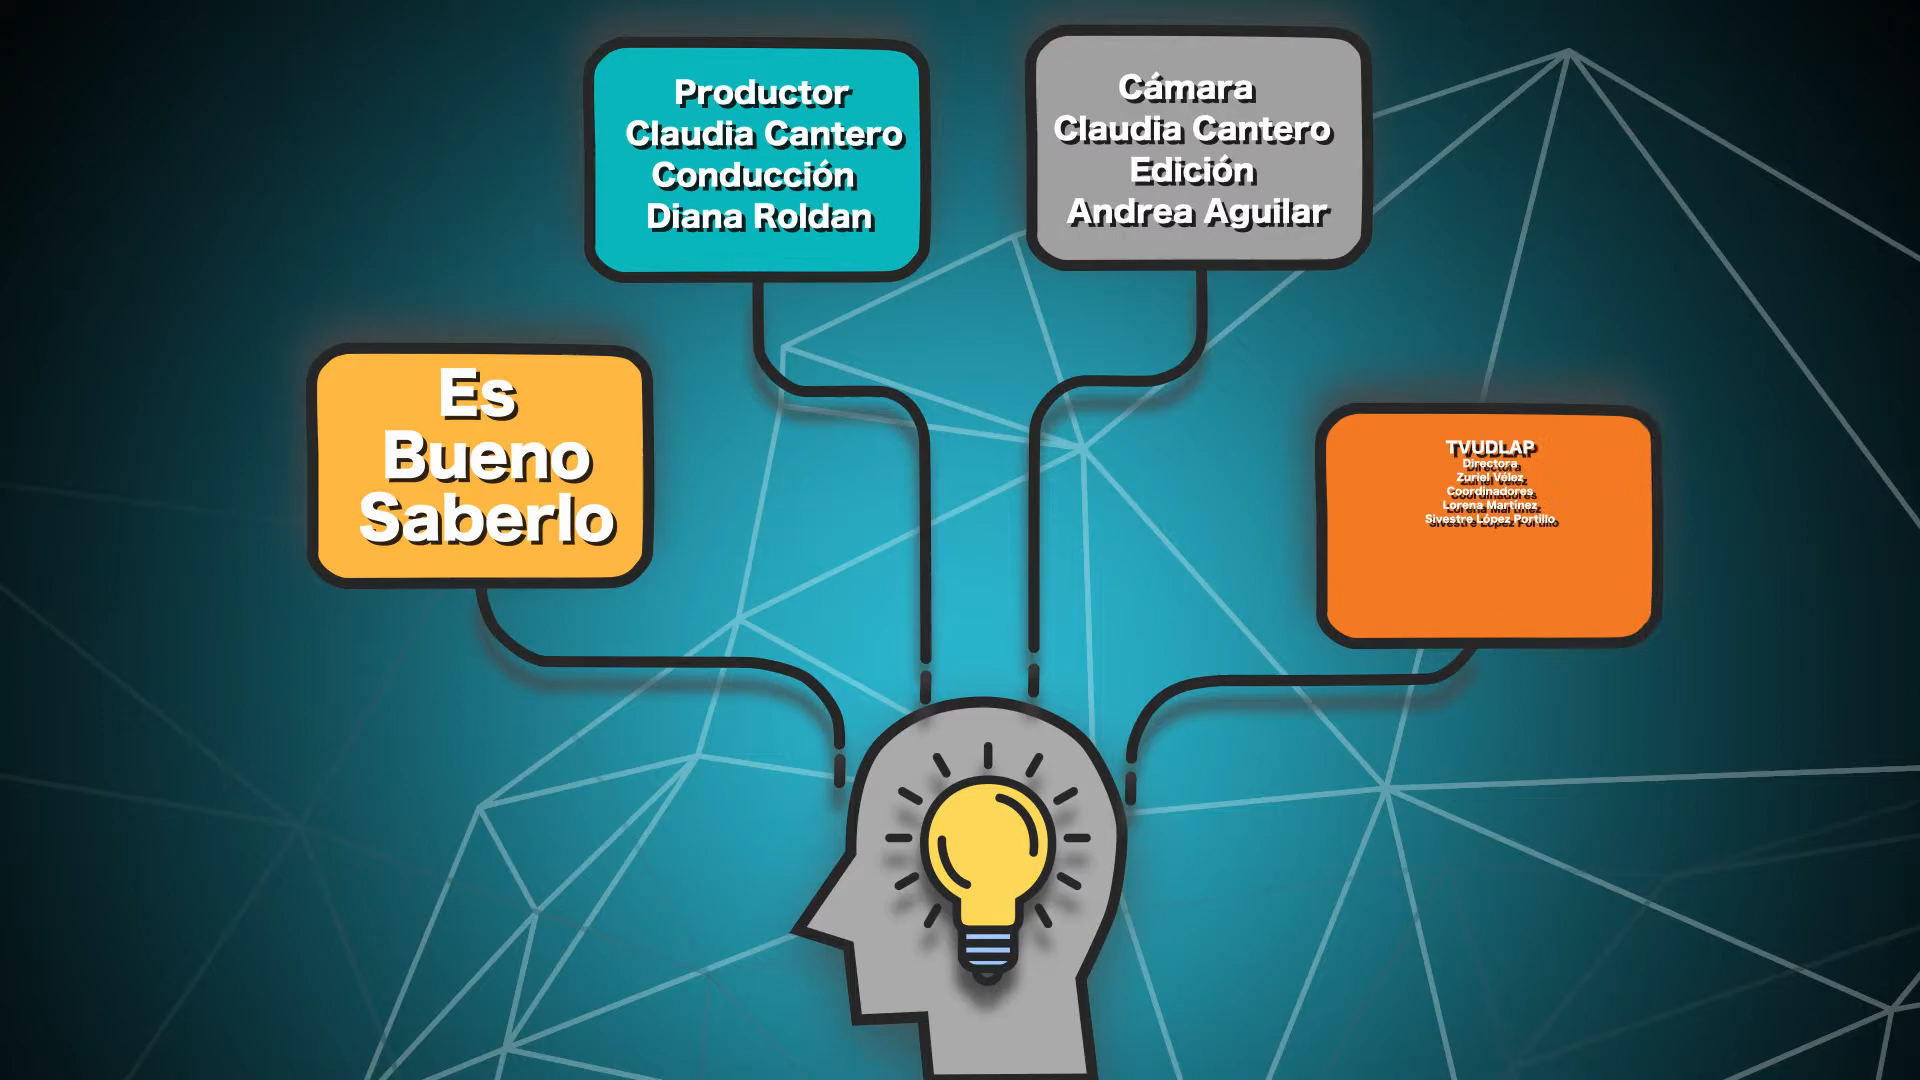 Es
Bueno
Saberlo
Productor
Claudia Cantero
Conducción
Diana Roldan
Cámara
Claudia Cantero
Edición
Andrea Aguilar
TVUDLAP
Directora
Zuriel Vélez
Coordinadores
Lorena Martínez
Sivestre López Portillo